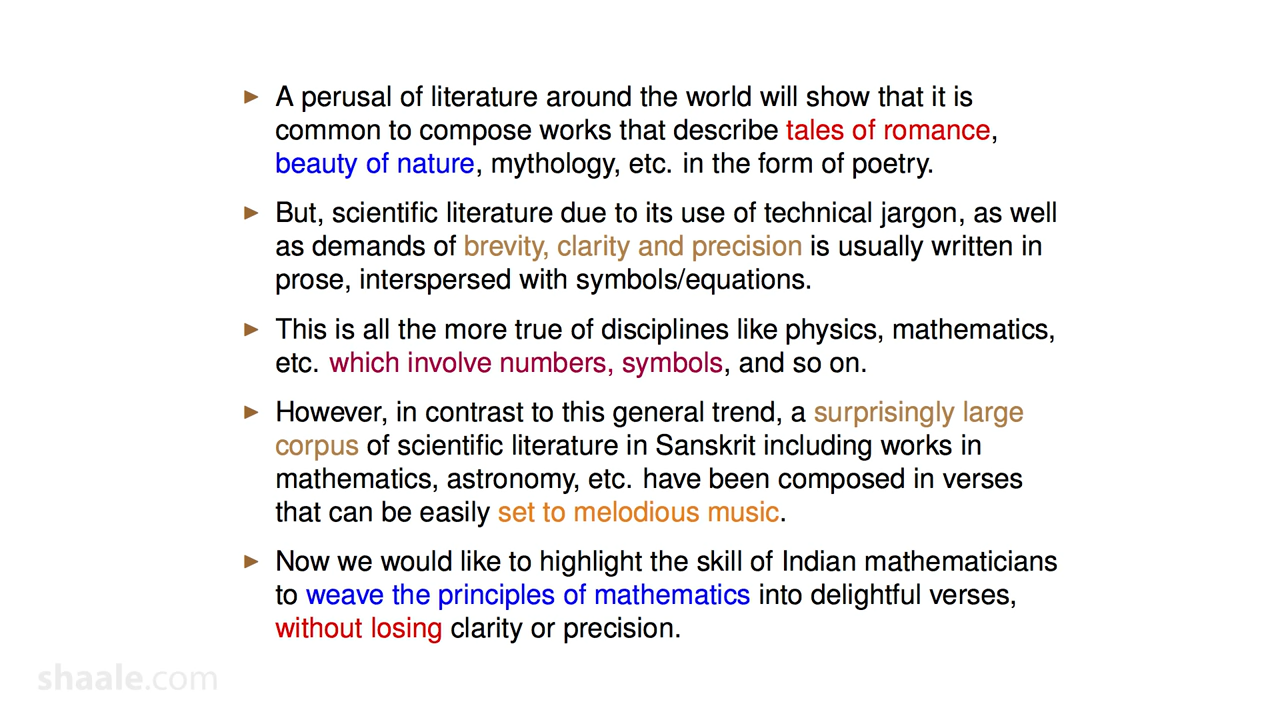 ▶ A perusal of literature around the world will show that it is
common to compose works that describe tales of romance,
beauty of nature, mythology, etc. in the form of poetry.
▶ But, scientific literature due to its use of technical jargon, as well
as demands of brevity, clarity and precision is usually written in
prose, interspersed with symbols/equations.
▶ This is all the more true of disciplines like physics, mathematics,
etc. which involve numbers, symbols, and so on.
▶ However, in contrast to this general trend, a surprisingly large
corpus of scientific literature in Sanskrit including works in
mathematics, astronomy, etc. have been composed in verses
that can be easily set to melodious music.
▶ Now we would like to highlight the skill of Indian mathematicians
to weave the principles of mathematics into delightful verses,
without losing clarity or precision.
shaale.com